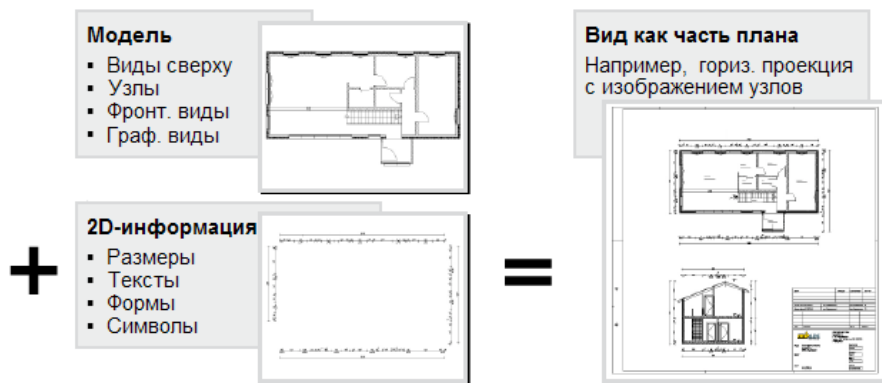 Модель
▪ Виды сверху
▪ Узлы
▪ Фронт. виды
▪ Граф. виды
+
2D-информация
▪ Размеры
▪ Тексты
▪ Формы
▪ Символы
=
Вид как часть плана
Например, гориз. проекция
с изображением узлов